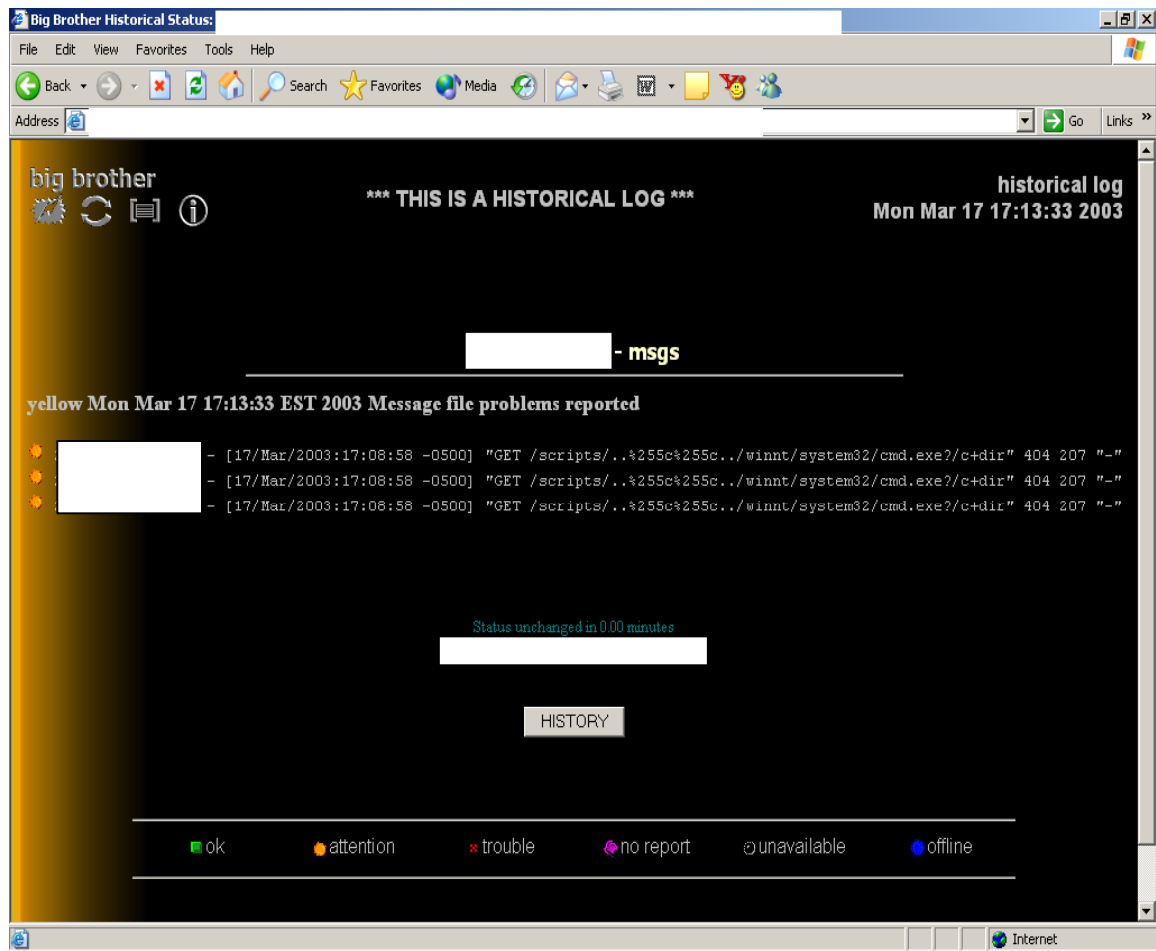 Big Brother Historical Status:
File Edit View Favorites Tools Help
Back Search Favorites Media
Address Go Links »
big brother
*** THIS IS A HISTORICAL LOG ***
historical log
Mon Mar 17 17:13:33 2003
- msgs
yellow Mon Mar 17 17:13:33 EST 2003 Message file problems reported
- [17/Mar/2003:17:08:58 -0500] "GET /scripts/..%255c%255c../winnt/system32/cmd.exe?/c+dir" 404 207 "-"
- [17/Mar/2003:17:08:58 -0500] "GET /scripts/..%255c%255c../winnt/system32/cmd.exe?/c+dir" 404 207 "-"
- [17/Mar/2003:17:08:58 -0500] "GET /scripts/..%255c%255c../winnt/system32/cmd.exe?/c+dir" 404 207 "-"
Status unchanged in 0.00 minutes
HISTORY
ok attention trouble no report unavailable offline
Internet